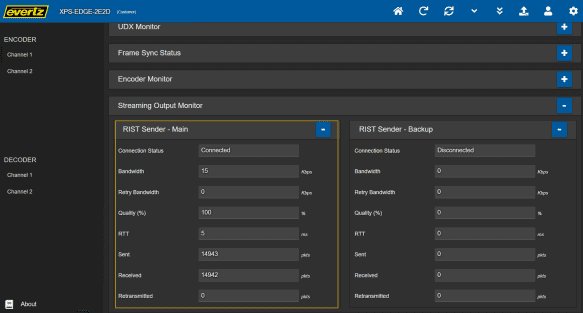 evertz XPS-EDGE-2E2D
UDX Monitor
ENCODER
Channel 1
Channel 2
Frame Sync Status
Encoder Monitor
Streaming Output Monitor
RIST Sender - Main
Connection Status Connected
Bandwidth 15 Kbps
Retry Bandwidth 0 Kbps
Quality (%) 100 %
RTT 5 ms
Sent 14943 pkts
Received 14942 pkts
Retransmitted 0 pkts
RIST Sender - Backup
Connection Status Disconnected
Bandwidth 0 Kbps
Retry Bandwidth 0 Kbps
Quality (%) 0 %
RTT 0 ms
Sent 0 pkts
Received 0 pkts
Retransmitted 0 pkts
DECODER
Channel 1
Channel 2
About